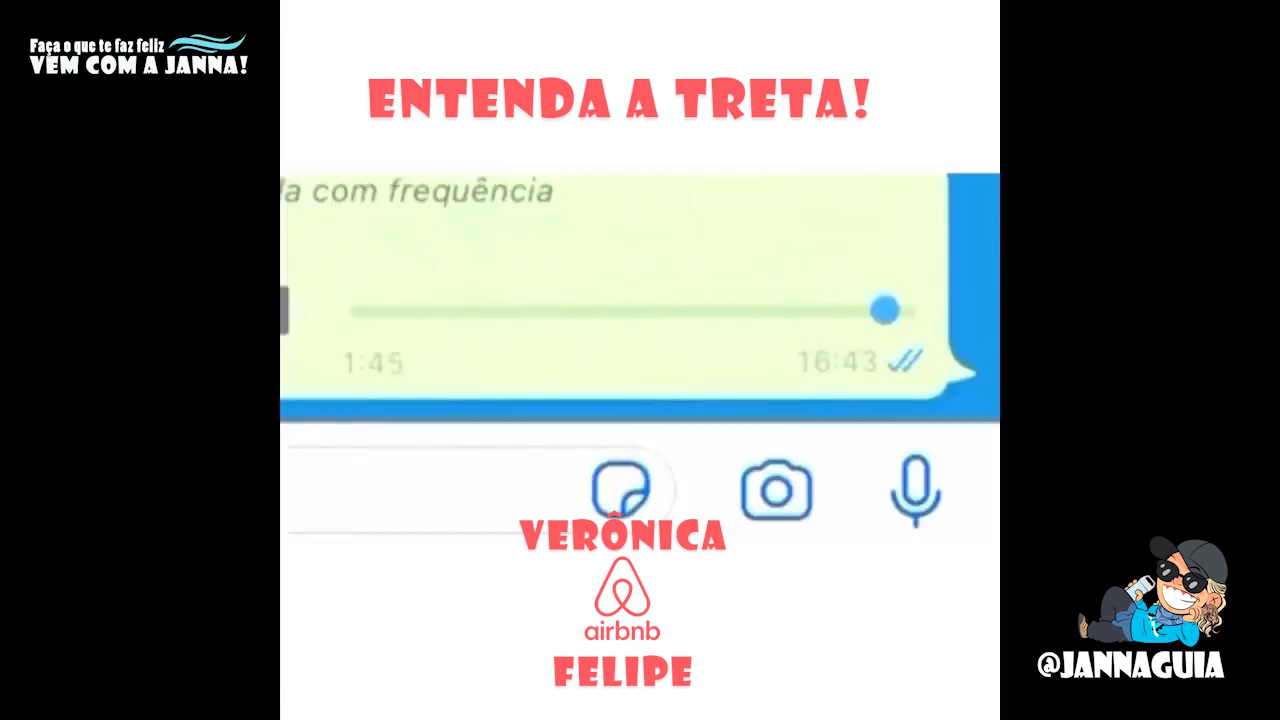 Faça o que te faz feliz
VEM COM A JANNA!
ENTENDA A TRETA!
com frequência
1:45
16:43
VERÔNICA
airbnb
FELIPE
@JANNAGUIA